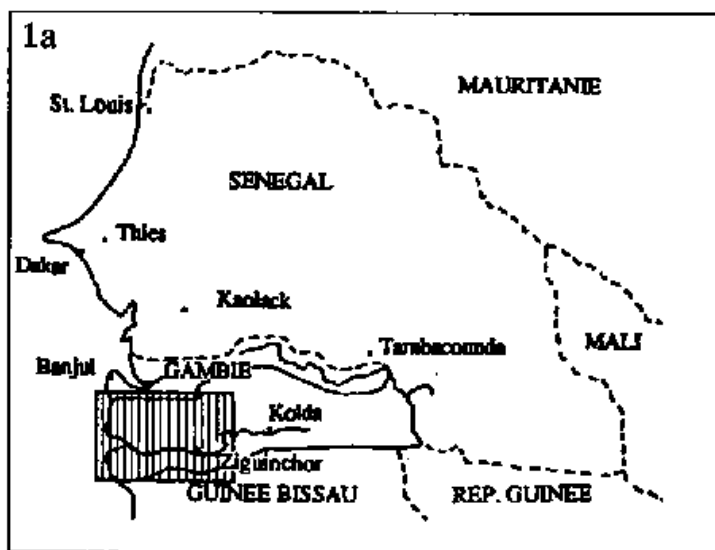 1a
MAURITANIE
St. Louis
SENEGAL
Thies
Dakar
Kaolack
Tambacounda
MALI
Banjul
GAMBIE
Kolda
Ziguinchor
GUINEE BISSAU
REP. GUINEE